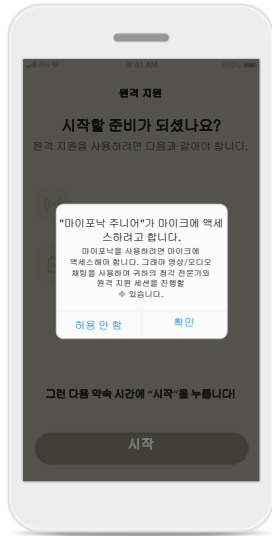 PH
9:41 AM
100%
원격 지원
시작할 준비가 되셨나요?
원격 지원을 사용하려면 다음과 같아야 합니다.
"마이포낙 주니어"가 마이크에 액세
스하려고 합니다.
마이포낙을 사용하려면 마이크에
액세스해야 합니다. 그래야 영상/오디오
채팅을 사용하여 귀하의 청각 전문가와
원격 지원 세션을 진행할
수 있습니다.
허용 안 함
확인
그런 다음 약속 시간에 "시작"을 누릅니다!
시작